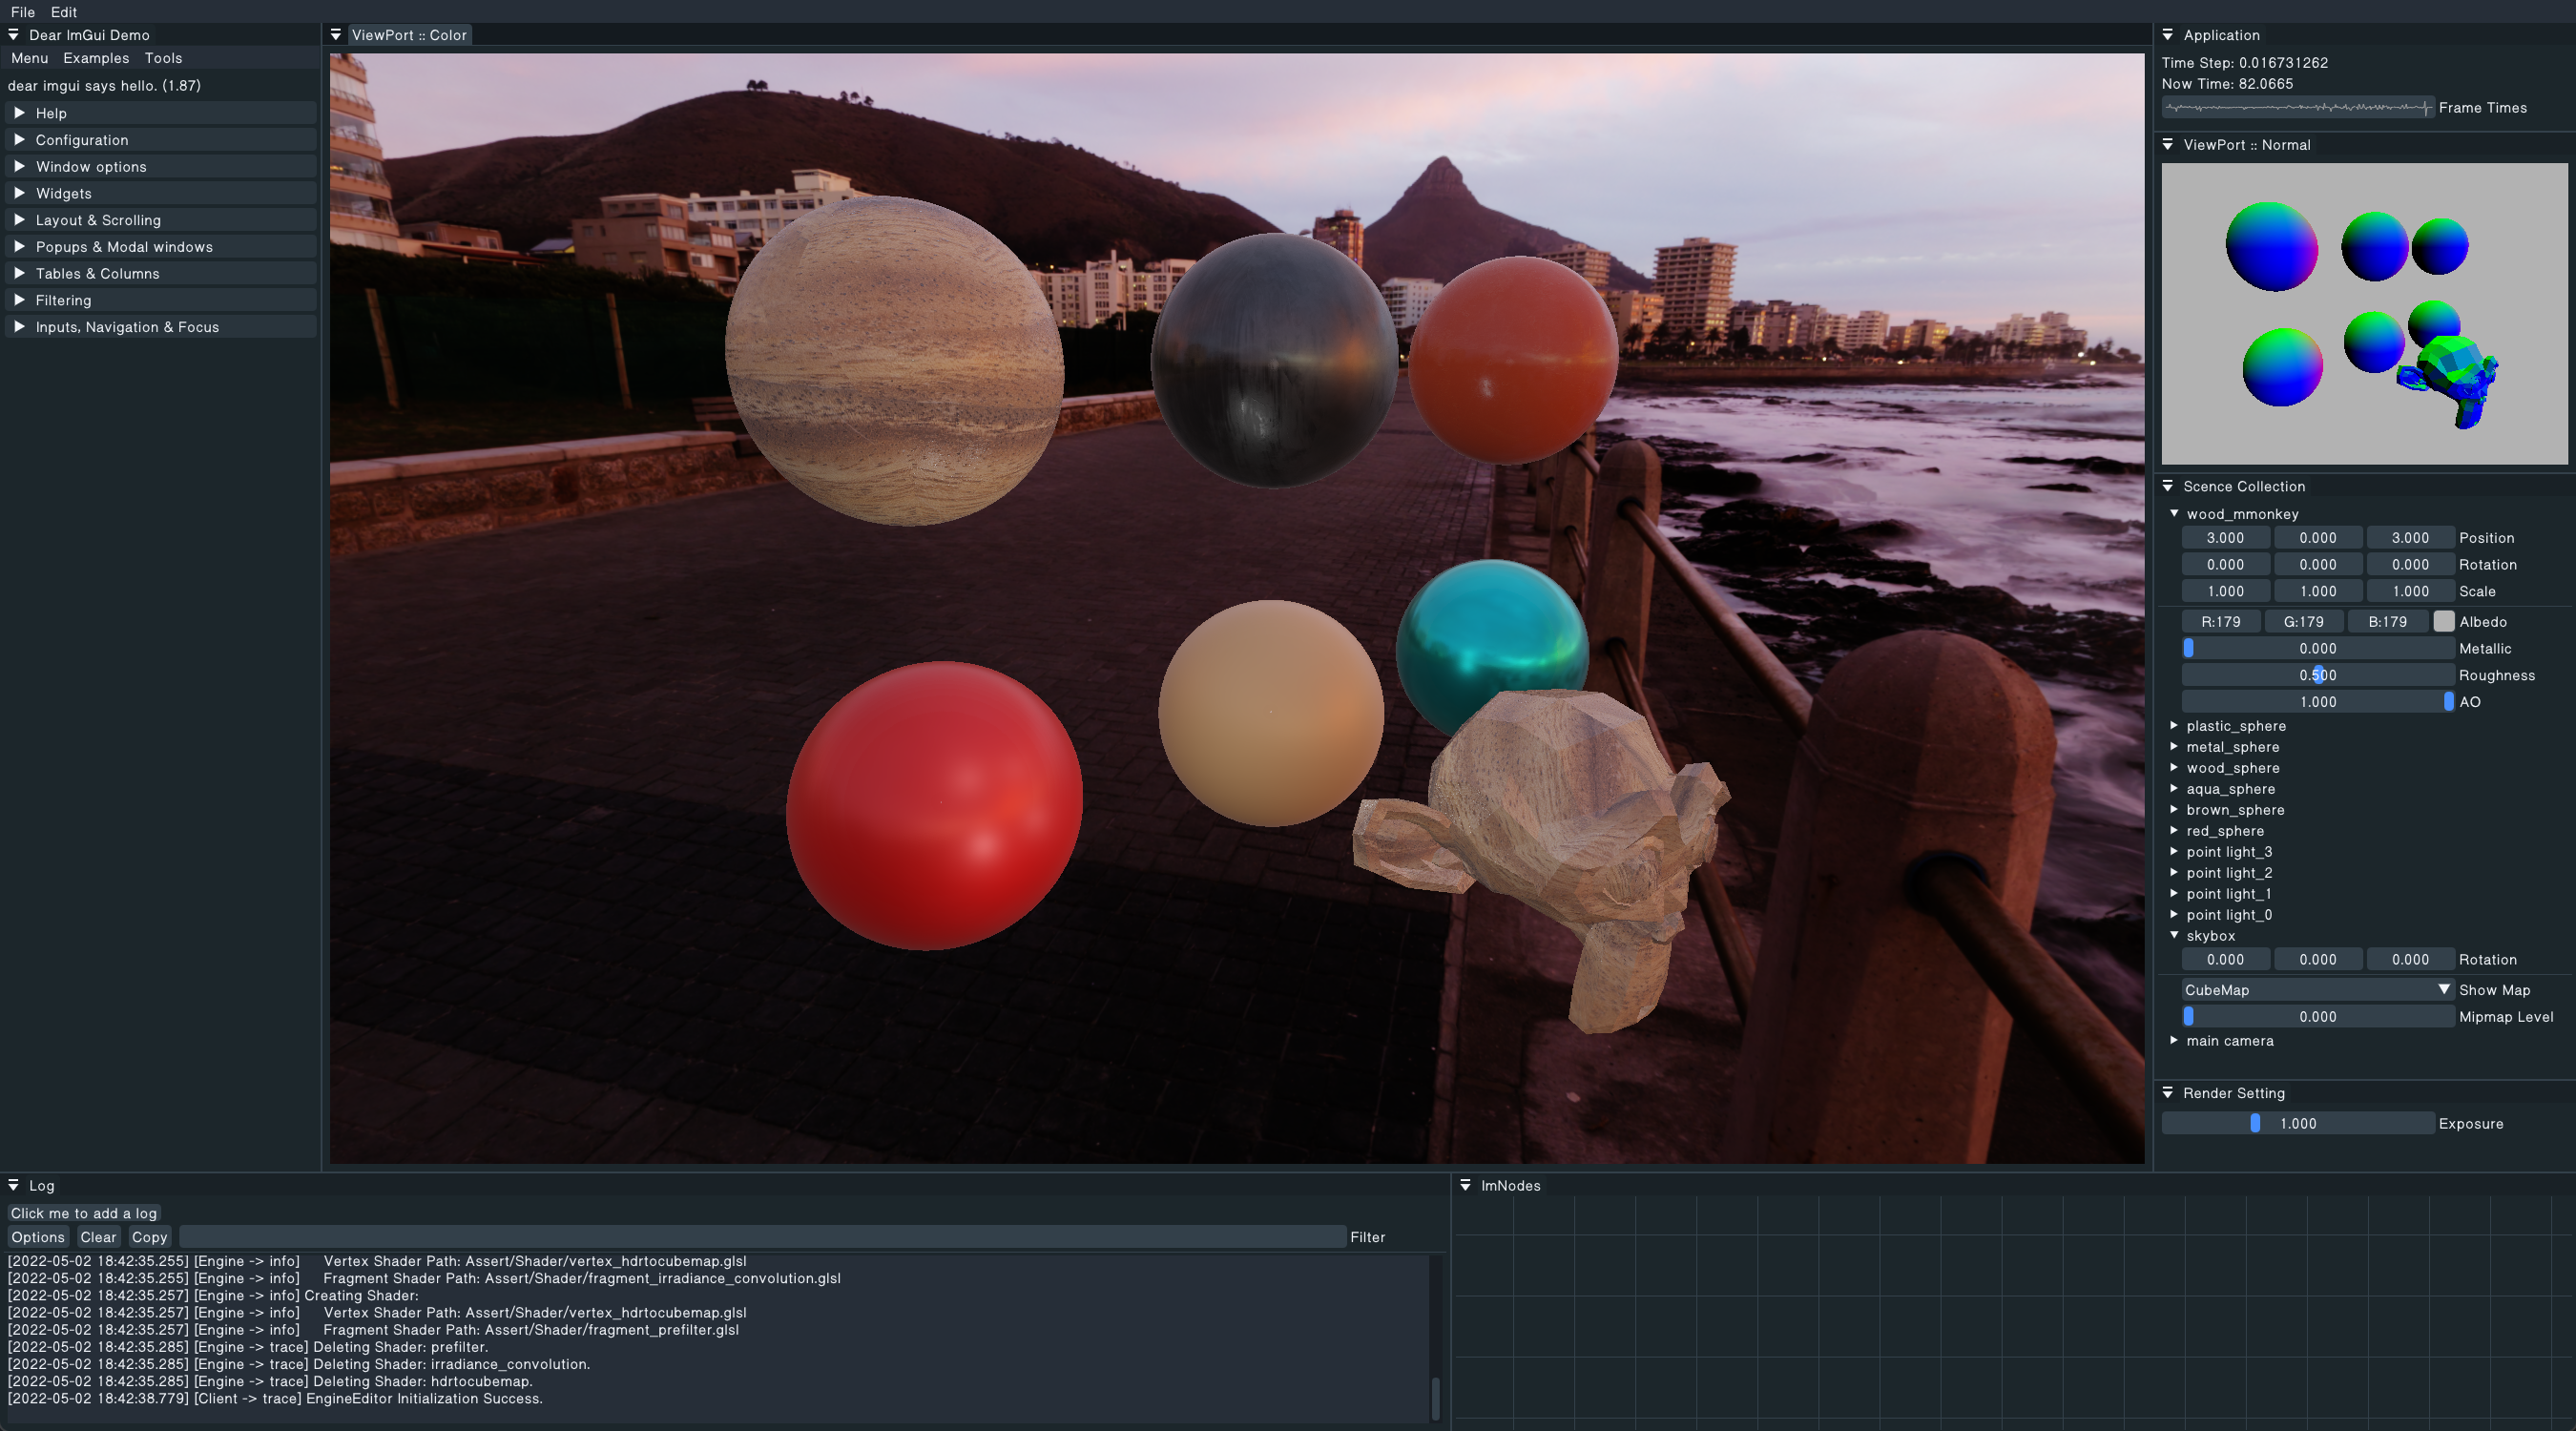 File Edit
Dear ImGui Demo
Menu Examples Tools
dear imgui says hello. (1.87)
Help
Configuration
Window options
Widgets
Layout & Scrolling
Popups & Modal windows
Tables & Columns
Filtering
Inputs, Navigation & Focus
ViewPort :: Color
Application
Time Step: 0.016731262
Now Time: 82.0665
Frame Times
ViewPort :: Normal
Scence Collection
wood_mmonkey
3.000 0.000 3.000 Position
0.000 0.000 0.000 Rotation
1.000 1.000 1.000 Scale
R:179 G:179 B:179 Albedo
0.000 Metallic
0.500 Roughness
1.000 AO
plastic_sphere
metal_sphere
wood_sphere
aqua_sphere
brown_sphere
red_sphere
point light_3
point light_2
point light_1
point light_0
skybox
0.000 0.000 0.000 Rotation
CubeMap Show Map
0.000 Mipmap Level
main camera
Render Setting
1.000 Exposure
Log
Click me to add a log
Options Clear Copy Filter
[2022-05-02 18:42:35.255] [Engine -> info] Vertex Shader Path: Assert/Shader/vertex_hdrtocubemap.glsl
[2022-05-02 18:42:35.255] [Engine -> info] Fragment Shader Path: Assert/Shader/fragment_irradiance_convolution.glsl
[2022-05-02 18:42:35.257] [Engine -> info] Creating Shader:
[2022-05-02 18:42:35.257] [Engine -> info] Vertex Shader Path: Assert/Shader/vertex_hdrtocubemap.glsl
[2022-05-02 18:42:35.257] [Engine -> info] Fragment Shader Path: Assert/Shader/fragment_prefilter.glsl
[2022-05-02 18:42:35.285] [Engine -> trace] Deleting Shader: prefilter.
[2022-05-02 18:42:35.285] [Engine -> trace] Deleting Shader: irradiance_convolution.
[2022-05-02 18:42:35.285] [Engine -> trace] Deleting Shader: hdrtocubemap.
[2022-05-02 18:42:38.779] [Client -> trace] EngineEditor Initialization Success.
ImNodes